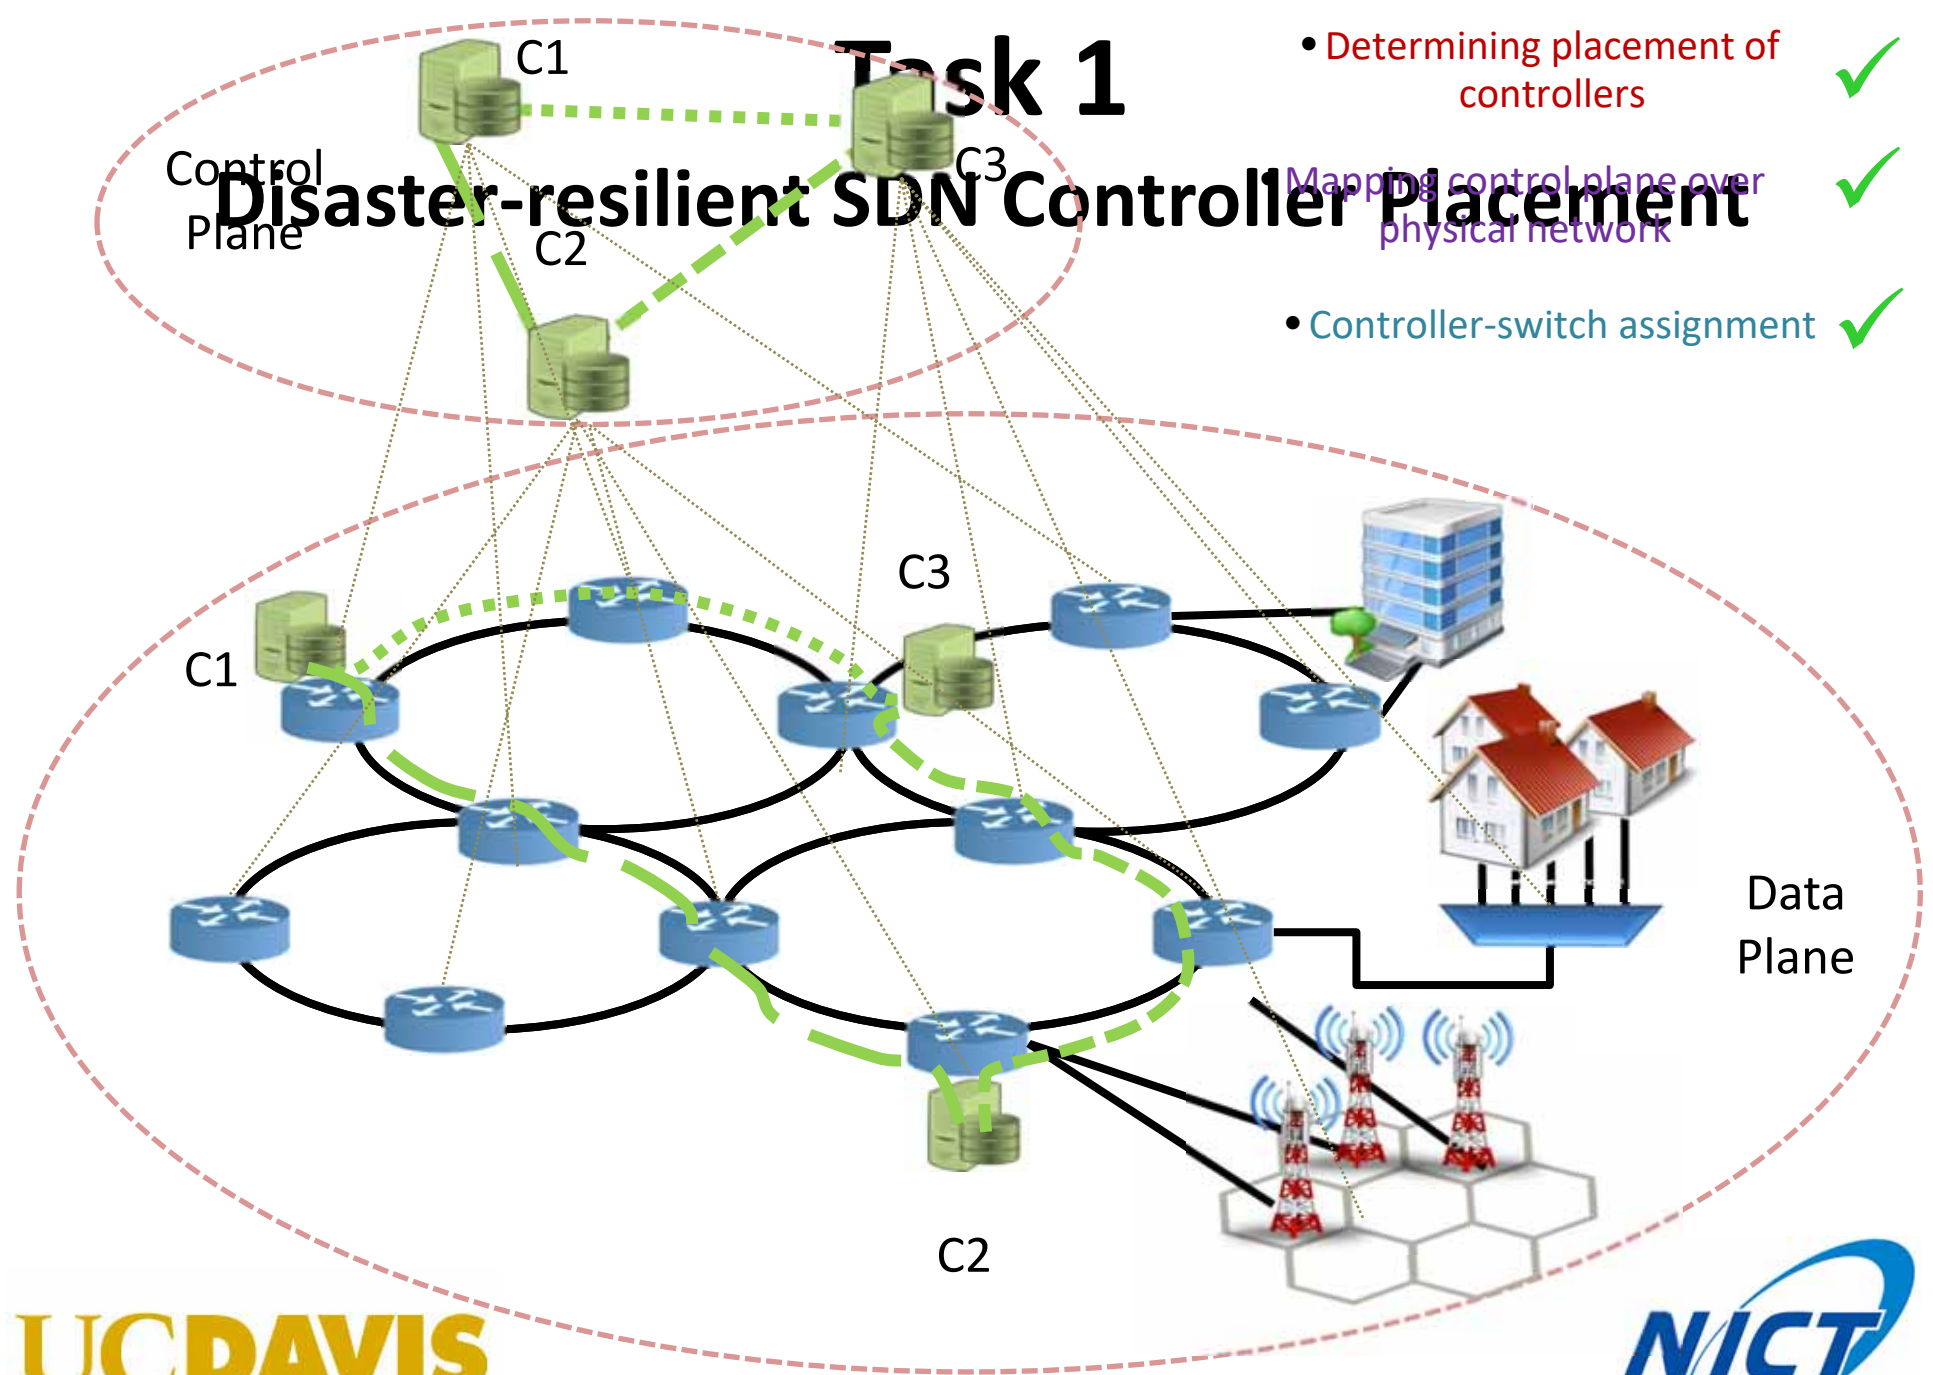 Task 1
Disaster-resilient SDN Controller Placement
• Determining placement of
controllers
• Mapping control plane over
physical network
• Controller-switch assignment
C1
C3
Control
Plane
C2
C3
C1
Data
Plane
C2
UCDAVIS
NICT